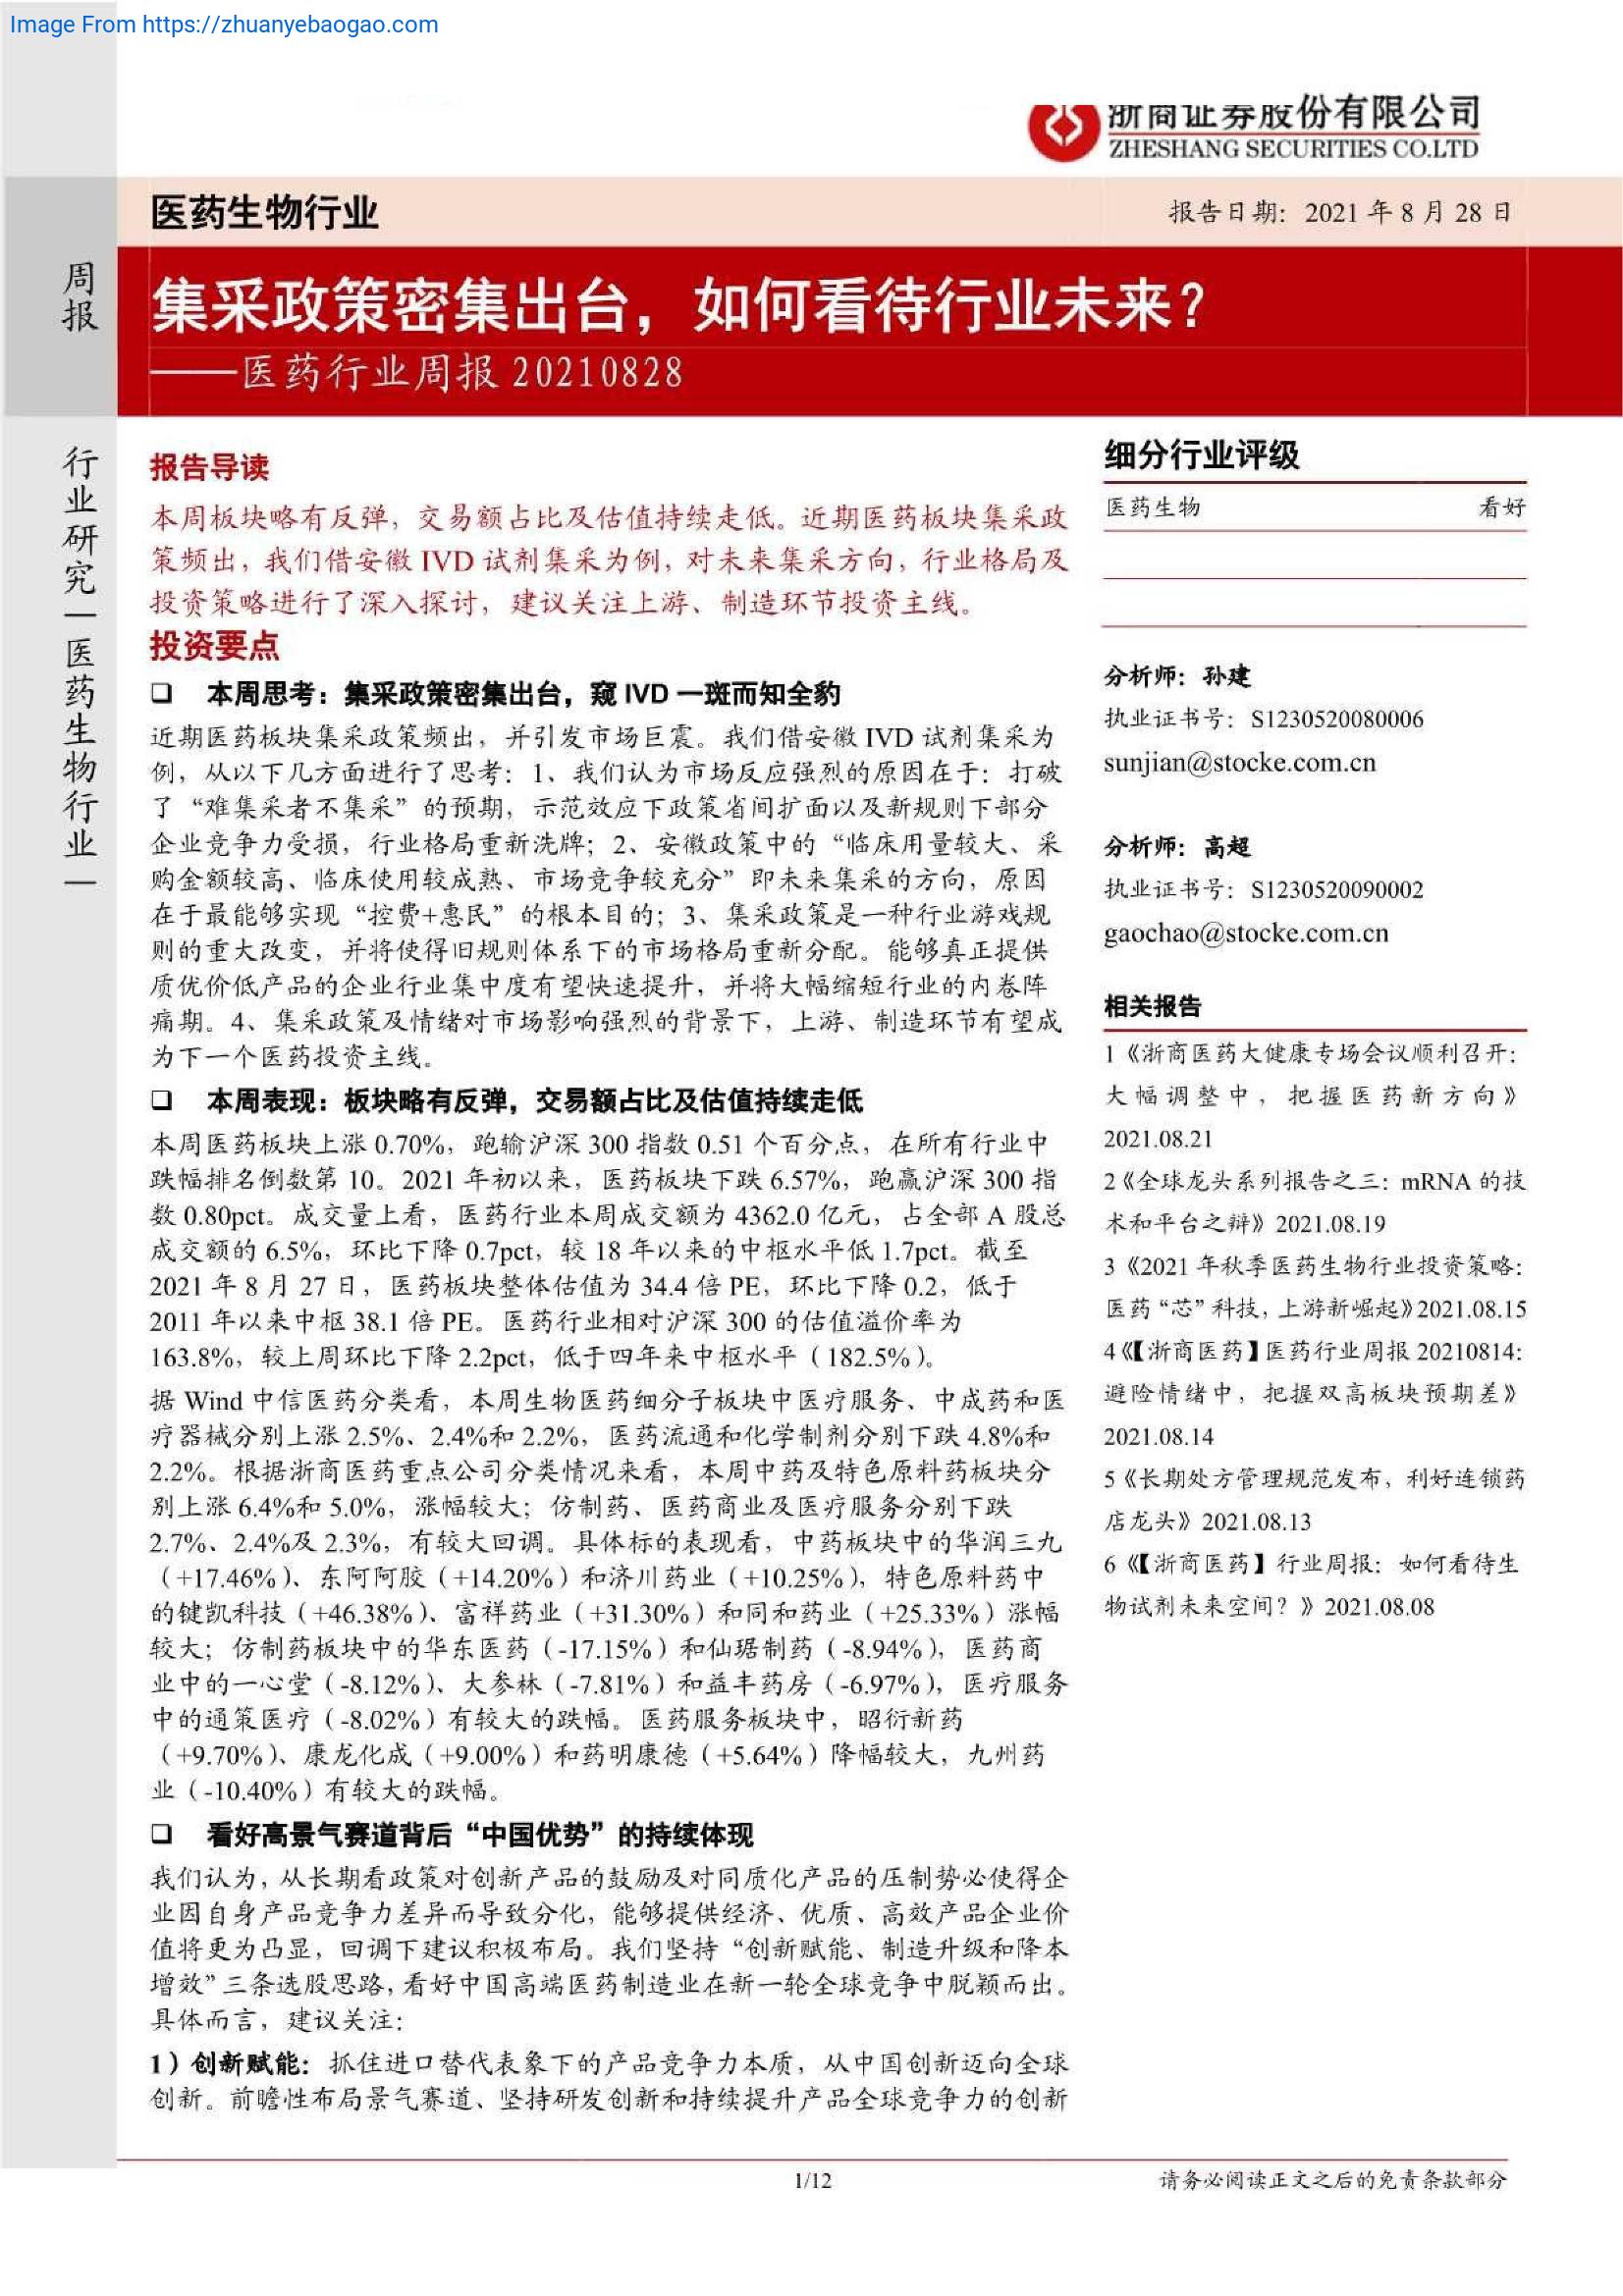 Image From https://zhuanyebaogao.com
浙商证券股份有限公司
ZHESHANG SECURITIES CO.LTD
医药生物行业
报告日期：2021 年 8 月 28 日
周报
集采政策密集出台，如何看待行业未来？
——医药行业周报 20210828
行业研究—医药生物行业—
报告导读
本周板块略有反弹，交易额占比及估值持续走低。近期医药板块集采政
策频出，我们借安徽 IVD 试剂集采为例，对未来集采方向，行业格局及
投资策略进行了深入探讨，建议关注上游、制造环节投资主线。
投资要点
❑ 本周思考：集采政策密集出台，窥 IVD 一斑而知全豹
近期医药板块集采政策频出，并引发市场巨震。我们借安徽 IVD 试剂集采为
例，从以下几方面进行了思考：1、我们认为市场反应强烈的原因在于：打破
了“难集采者不集采”的预期，示范效应下政策省间扩面以及新规则下部分
企业竞争力受损，行业格局重新洗牌；2、安徽政策中的“临床用量较大、采
购金额较高、临床使用较成熟、市场竞争较充分”即未来集采的方向，原因
在于最能够实现“控费+惠民”的根本目的；3、集采政策是一种行业游戏规
则的重大改变，并将使得旧规则体系下的市场格局重新分配。能够真正提供
质优价低产品的企业行业集中度有望快速提升，并将大幅缩短行业的内卷阵
痛期。4、集采政策及情绪对市场影响强烈的背景下，上游、制造环节有望成
为下一个医药投资主线。
❑ 本周表现：板块略有反弹，交易额占比及估值持续走低
本周医药板块上涨 0.70%，跑输沪深 300 指数 0.51 个百分点，在所有行业中
跌幅排名倒数第 10。2021 年初以来，医药板块下跌 6.57%，跑赢沪深 300 指
数 0.80pct。成交量上看，医药行业本周成交额为 4362.0 亿元，占全部 A 股总
成交额的 6.5%，环比下降 0.7pct，较 18 年以来的中枢水平低 1.7pct。截至
2021 年 8 月 27 日，医药板块整体估值为 34.4 倍 PE，环比下降 0.2，低于
2011 年以来中枢 38.1 倍 PE。医药行业相对沪深 300 的估值溢价率为
163.8%，较上周环比下降 2.2pct，低于四年来中枢水平（182.5%）。
据 Wind 中信医药分类看，本周生物医药细分子板块中医疗服务、中成药和医
疗器械分别上涨 2.5%、2.4%和 2.2%，医药流通和化学制剂分别下跌 4.8%和
2.2%。根据浙商医药重点公司分类情况来看，本周中药及特色原料药板块分
别上涨 6.4%和 5.0%，涨幅较大；仿制药、医药商业及医疗服务分别下跌
2.7%、2.4%及 2.3%，有较大回调。具体标的表现看，中药板块中的华润三九
（+17.46%）、东阿阿胶（+14.20%）和济川药业（+10.25%），特色原料药中
的键凯科技（+46.38%）、富祥药业（+31.30%）和同和药业（+25.33%）涨幅
较大；仿制药板块中的华东医药（-17.15%）和仙琚制药（-8.94%），医药商
业中的一心堂（-8.12%）、大参林（-7.81%）和益丰药房（-6.97%），医疗服务
中的通策医疗（-8.02%）有较大的跌幅。医药服务板块中，昭衍新药
（+9.70%）、康龙化成（+9.00%）和药明康德（+5.64%）降幅较大，九州药
业（-10.40%）有较大的跌幅。
❑ 看好高景气赛道背后“中国优势”的持续体现
我们认为，从长期看政策对创新产品的鼓励及对同质化产品的压制势必使得企
业因自身产品竞争力差异而导致分化，能够提供经济、优质、高效产品企业价
值将更为凸显，回调下建议积极布局。我们坚持“创新赋能、制造升级和降本
增效”三条选股思路，看好中国高端医药制造业在新一轮全球竞争中脱颖而出。
具体而言，建议关注：
1）创新赋能：抓住进口替代表象下的产品竞争力本质，从中国创新迈向全球
创新。前瞻性布局景气赛道、坚持研发创新和持续提升产品全球竞争力的创新
细分行业评级
医药生物 看好
分析师：孙建
执业证书号：S1230520080006
sunjian@stocke.com.cn
分析师：高超
执业证书号：S1230520090002
gaochao@stocke.com.cn
相关报告
1《浙商医药大健康专场会议顺利召开：
大幅调整中，把握医药新方向》
2021.08.21
2《全球龙头系列报告之三：mRNA 的技
术和平台之辩》2021.08.19
3《2021 年秋季医药生物行业投资策略：
医药“芯”科技，上游新崛起》2021.08.15
4《【浙商医药】医药行业周报 20210814：
避险情绪中，把握双高板块预期差》
2021.08.14
5《长期处方管理规范发布，利好连锁药
店龙头》2021.08.13
6《【浙商医药】行业周报：如何看待生
物试剂未来空间？》2021.08.08
1/12
请务必阅读正文之后的免责条款部分